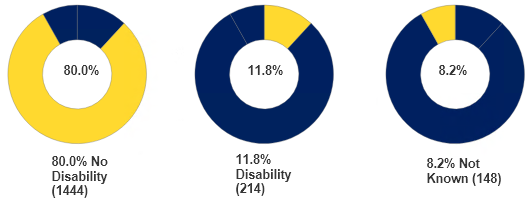 80.0%
11.8%
8.2%
80.0% No
Disability
(1444)
11.8%
Disability
(214)
8.2% Not
Known (148)